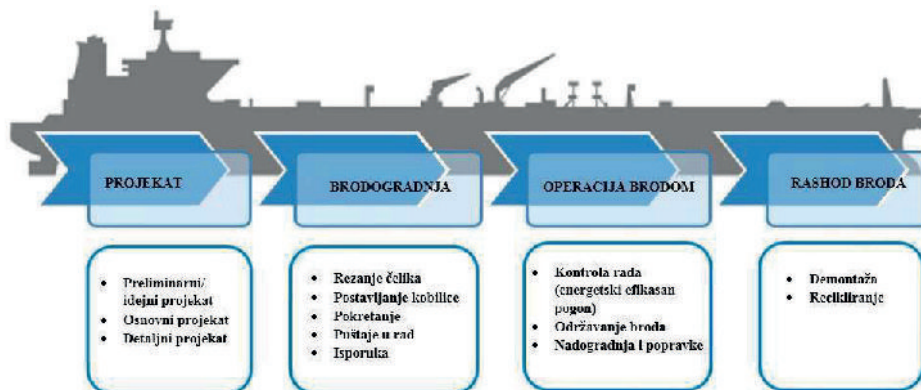 PROJEKAT
BRODOGRADNJA
OPERACIJA BRODOM
RASHOD BRODA
• Preliminarni/
idejni projekat
• Osnovni projekat
• Detaljni projekat
• Rezanje čelika
• Postavljanje kobilice
• Pokretanje
• Puštaje u rad
• Isporuka
• Kontrola rada
(energetski efikasan
pogon)
• Održavanje broda
• Nadogradnja i popravke
• Demontaža
• Recikliranje